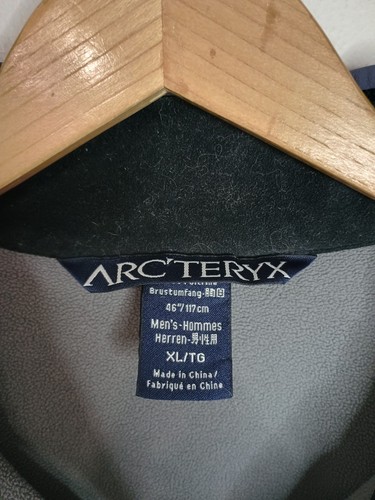 ARC'TERYX
Brustumfang-胸囲
46"/117cm
Men's-Hommes
Herren-男性用
XL/TG
Made in China/
Fabriqué en Chine